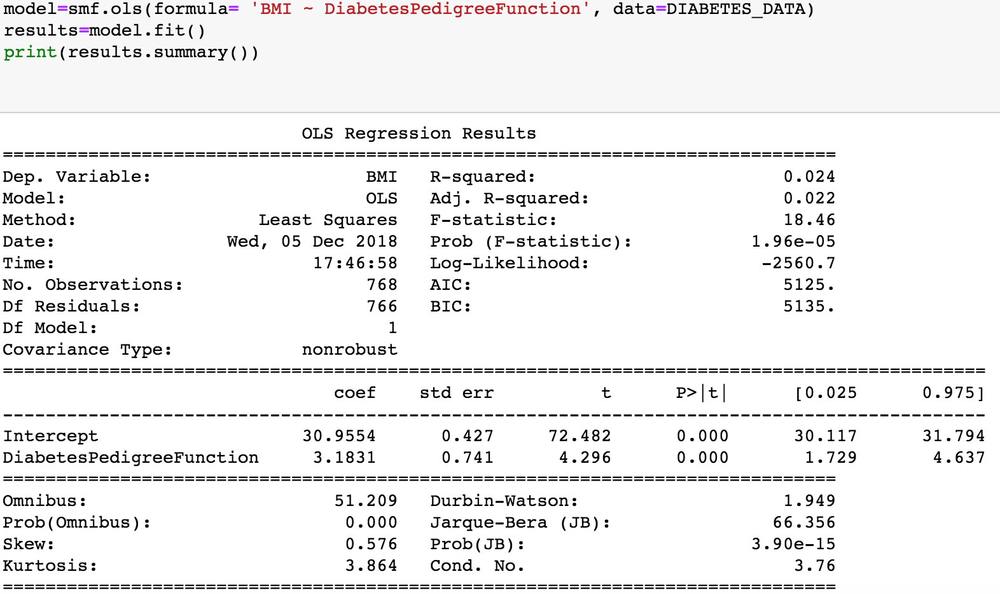 model=smf.ols(formula= 'BMI ~ DiabetesPedigreeFunction', data=DIABETES_DATA)
results=model.fit()
print(results.summary())
                            OLS Regression Results
==============================================================================
Dep. Variable:                    BMI   R-squared:                       0.024
Model:                            OLS   Adj. R-squared:                  0.022
Method:                 Least Squares   F-statistic:                     18.46
Date:                Wed, 05 Dec 2018   Prob (F-statistic):           1.96e-05
Time:                        17:46:58   Log-Likelihood:                -2560.7
No. Observations:                 768   AIC:                             5125.
Df Residuals:                     766   BIC:                             5135.
Df Model:                           1
Covariance Type:            nonrobust
============================================================================================
                               coef    std err          t      P>|t|      [0.025      0.975]
--------------------------------------------------------------------------------------------
Intercept                   30.9554      0.427     72.482      0.000      30.117      31.794
DiabetesPedigreeFunction     3.1831      0.741      4.296      0.000       1.729       4.637
==============================================================================
Omnibus:                       51.209   Durbin-Watson:                   1.949
Prob(Omnibus):                  0.000   Jarque-Bera (JB):               66.356
Skew:                           0.576   Prob(JB):                     3.90e-15
Kurtosis:                       3.864   Cond. No.                         3.76
==============================================================================